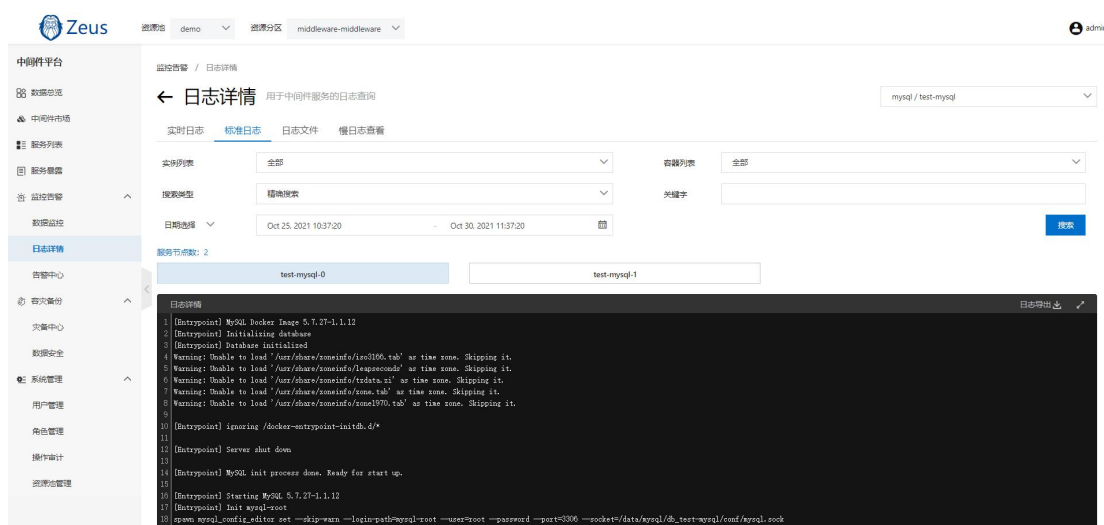 Zeus 资源池 demo 资源分区 middleware-middleware admin
中间件平台
数据总览
中间件市场
服务列表
服务暴露
监控告警
数据监控
日志详情
告警中心
容灾备份
灾备中心
数据安全
系统管理
用户管理
角色管理
操作审计
资源池管理
监控告警 / 日志详情
← 日志详情 用于中间件服务的日志查询
mysql / test-mysql
实时日志 标准日志 日志文件 慢日志查看
实例列表 全部 容器列表 全部
搜索类型 精确搜索 关键字
日期选择 Oct 25, 2021 10:37:20 - Oct 30, 2021 11:37:20 搜索
服务节点数: 2
test-mysql-0 test-mysql-1
日志详情 日志导出
1 [Entrypoint] MySQL Docker Image 5.7.27-1.1.12
2 [Entrypoint] Initializing database
3 [Entrypoint] Database initialized
4 Warning: Unable to load '/usr/share/zoneinfo/iso3166.tab' as time zone. Skipping it.
5 Warning: Unable to load '/usr/share/zoneinfo/leapseconds' as time zone. Skipping it.
6 Warning: Unable to load '/usr/share/zoneinfo/tzdata.zi' as time zone. Skipping it.
7 Warning: Unable to load '/usr/share/zoneinfo/zone.tab' as time zone. Skipping it.
8 Warning: Unable to load '/usr/share/zoneinfo/zone1970.tab' as time zone. Skipping it.
9
10 [Entrypoint] ignoring /docker-entrypoint-initdb.d/*
11
12 [Entrypoint] Server shut down
13
14 [Entrypoint] MySQL init process done. Ready for start up.
15
16 [Entrypoint] Starting MySQL 5.7.27-1.1.12
17 [Entrypoint] Init mysql-root
18 spawn mysql_config_editor set --skip-warn --login-path=mysql-root --user=root --password --port=3306 --socket=/data/mysql/db_test-mysql/conf/mysql.sock